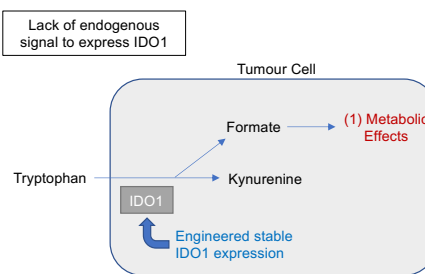 Lack of endogenous
signal to express IDO1
Tumour Cell
Formate
(1) Metabolic
Effects
Tryptophan
Kynurenine
IDO1
Engineered stable
IDO1 expression